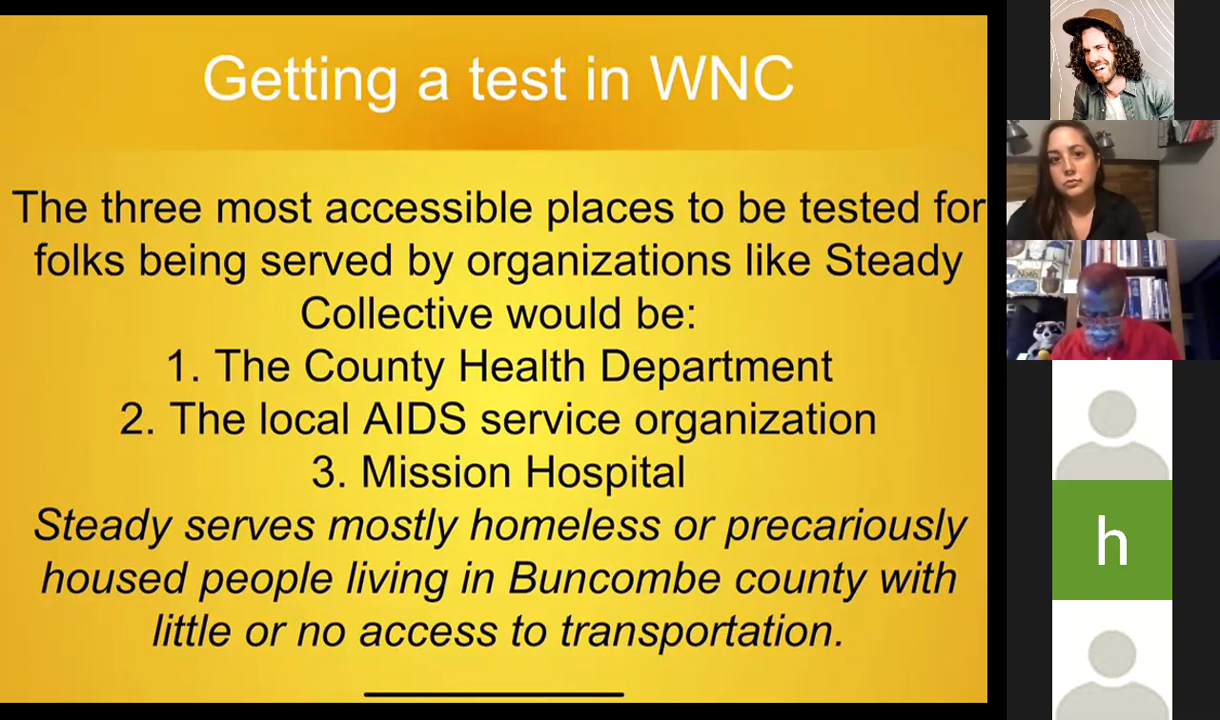 Getting a test in WNC
The three most accessible places to be tested for
folks being served by organizations like Steady
Collective would be:
1. The County Health Department
2. The local AIDS service organization
3. Mission Hospital
Steady serves mostly homeless or precariously
housed people living in Buncombe county with
little or no access to transportation.
h